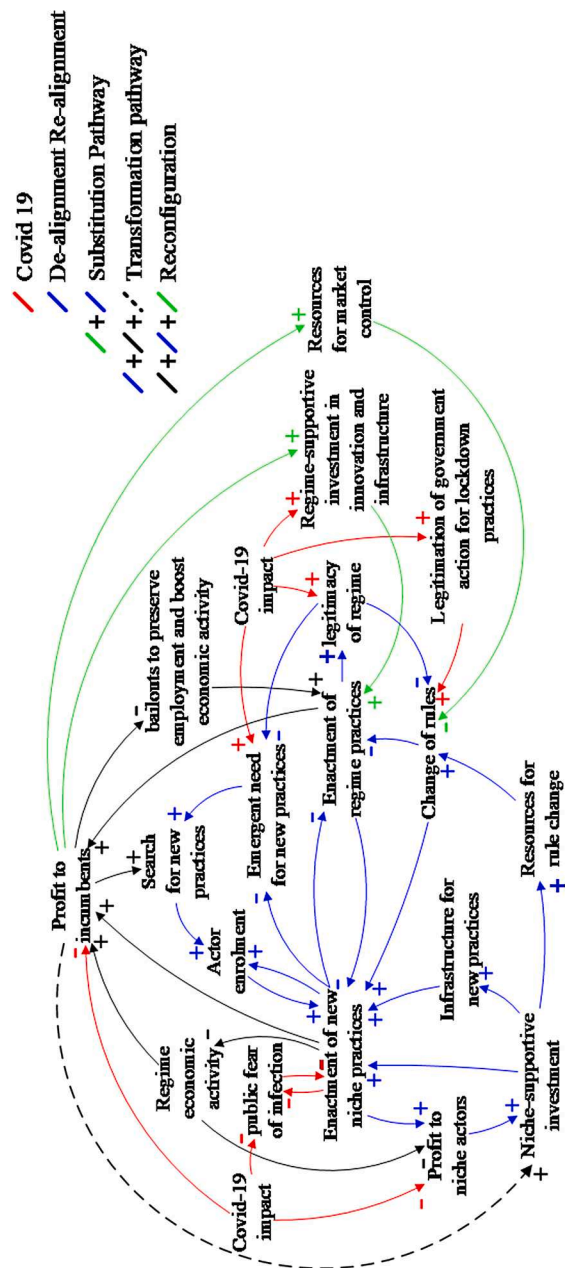 Covid 19
De-alignment Re-alignment
+ Substitution Pathway
+ + Transformation pathway
+ + Reconfiguration
Profit to
incumbents
- + + +
bailonts to preserve
employment and boost
economic activity
-
Search
for new
practices
+ +
Covid-19
impact
Regime-supportive
investment in
innovation and
infrastructure
+ +
Resources
for market
control
+
Regime
economic
activity
-
Actor
enrolment
+ +
Emergent need
for new practices
+ - -
legitimacy
of regime
+ +
Covid-19
impact
public fear
of infection
- -
Enactment of new
niche practices
- - + + + +
Enactment of
regime practices
- + + -
Legitimation of government
action for lockdown
practices
+
Change of rules
- + - +
Profit to
niche actors
- - +
Infrastructure for
new practices
+
Niche-supportive
investment
+ +
Resources for
rule change
+